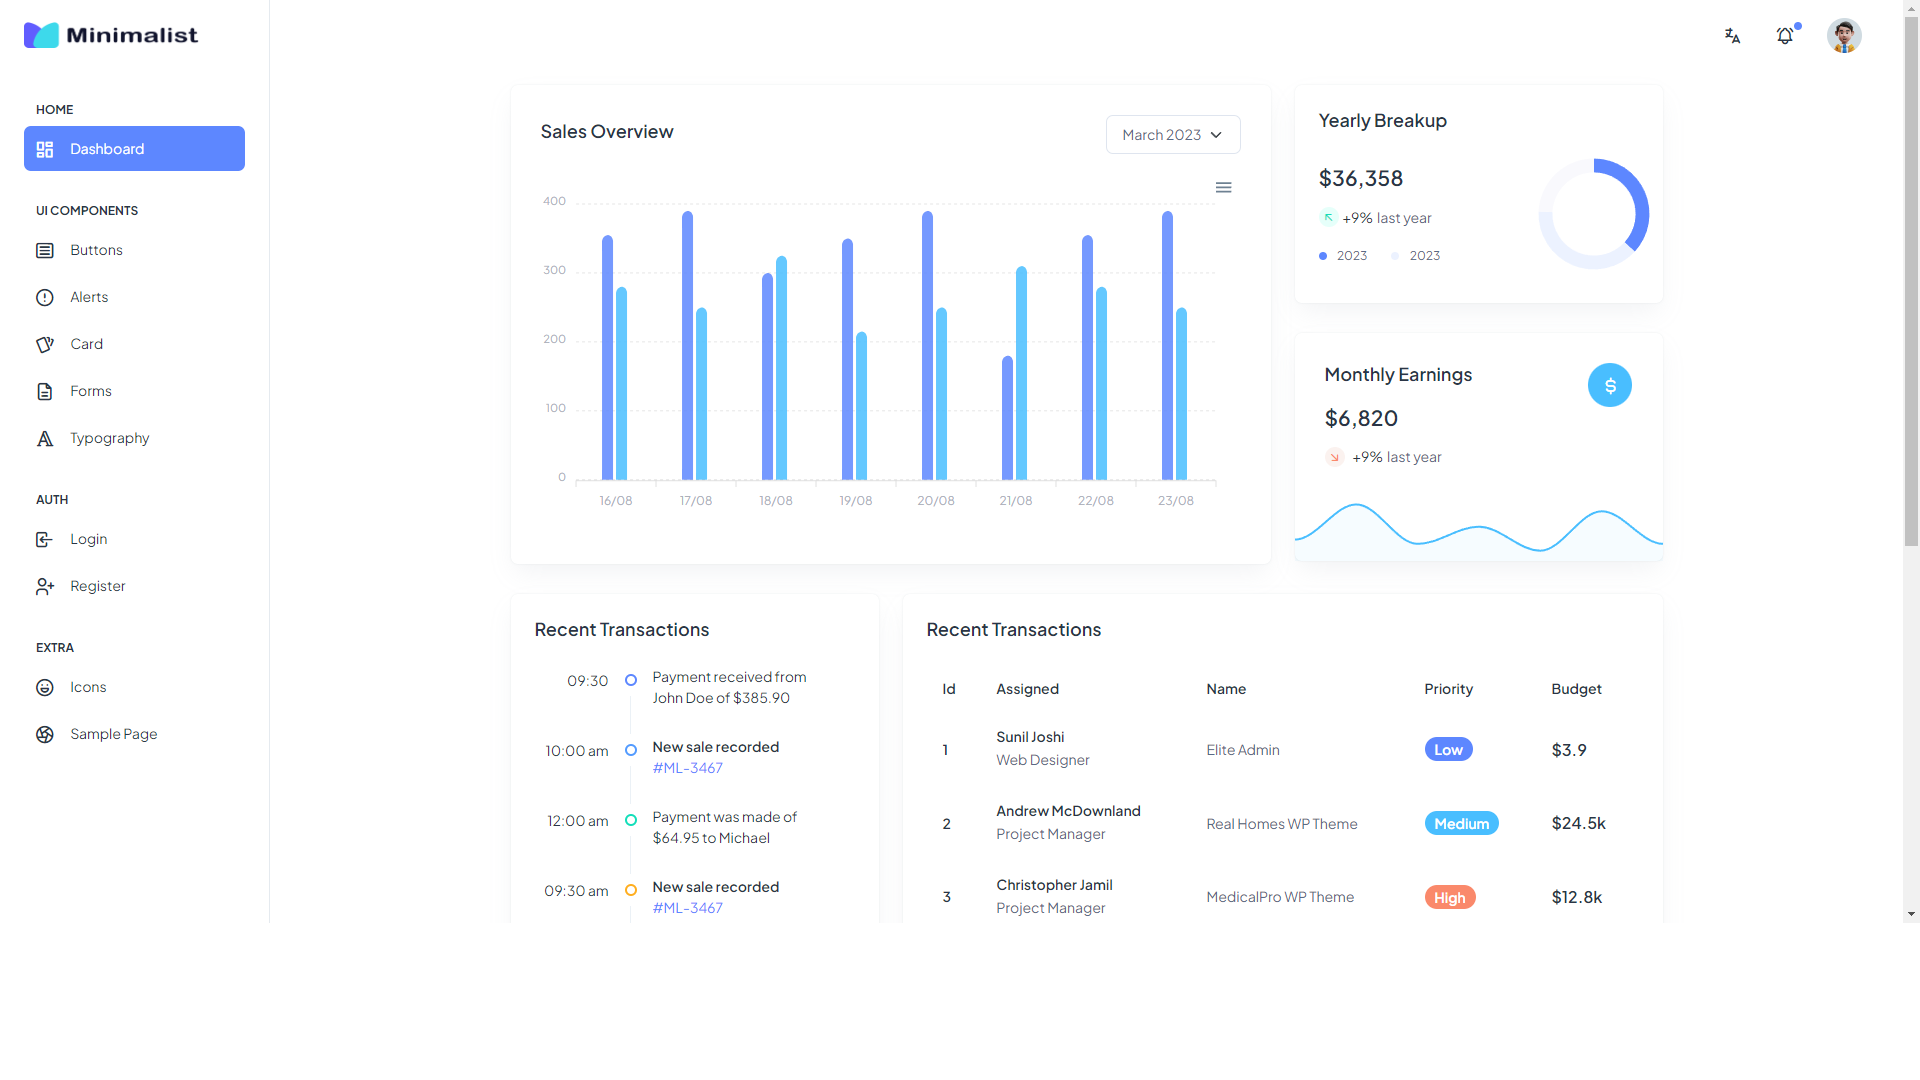 Minimalist
HOME
Dashboard
UI COMPONENTS
Buttons
Alerts
Card
Forms
Typography
AUTH
Login
Register
EXTRA
Icons
Sample Page
Sales Overview
March 2023
400
300
200
100
0
16/08 17/08 18/08 19/08 20/08 21/08 22/08 23/08
Yearly Breakup
$36,358
+9% last year
2023 2023
Monthly Earnings
$
$6,820
+9% last year
Recent Transactions
09:30 Payment received from
John Doe of $385.90
10:00 am New sale recorded
#ML-3467
12:00 am Payment was made of
$64.95 to Michael
09:30 am New sale recorded
#ML-3467
Recent Transactions
Id Assigned Name Priority Budget
1 Sunil Joshi
Web Designer Elite Admin Low $3.9
2 Andrew McDownland
Project Manager Real Homes WP Theme Medium $24.5k
3 Christopher Jamil
Project Manager MedicalPro WP Theme High $12.8k